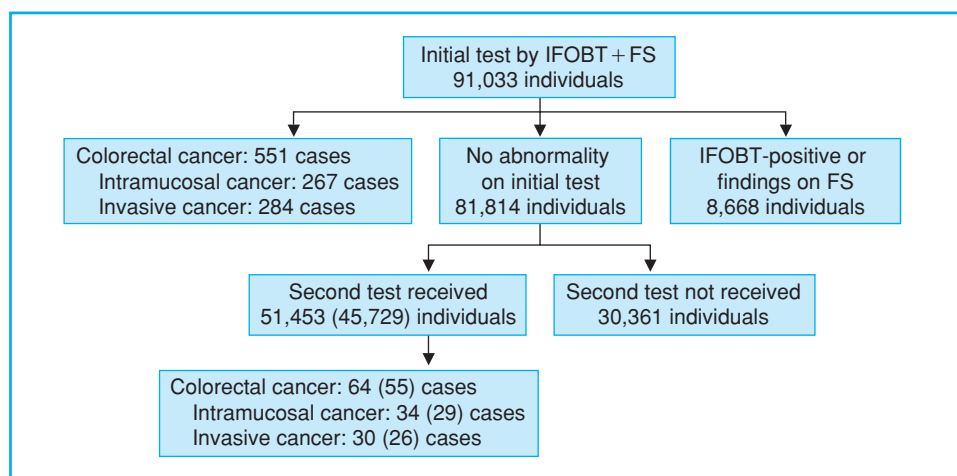 Initial test by IFOBT + FS
91,033 individuals
Colorectal cancer: 551 cases
Intramucosal cancer: 267 cases
Invasive cancer: 284 cases
No abnormality
on initial test
81,814 individuals
IFOBT-positive or
findings on FS
8,668 individuals
Second test received
51,453 (45,729) individuals
Second test not received
30,361 individuals
Colorectal cancer: 64 (55) cases
Intramucosal cancer: 34 (29) cases
Invasive cancer: 30 (26) cases